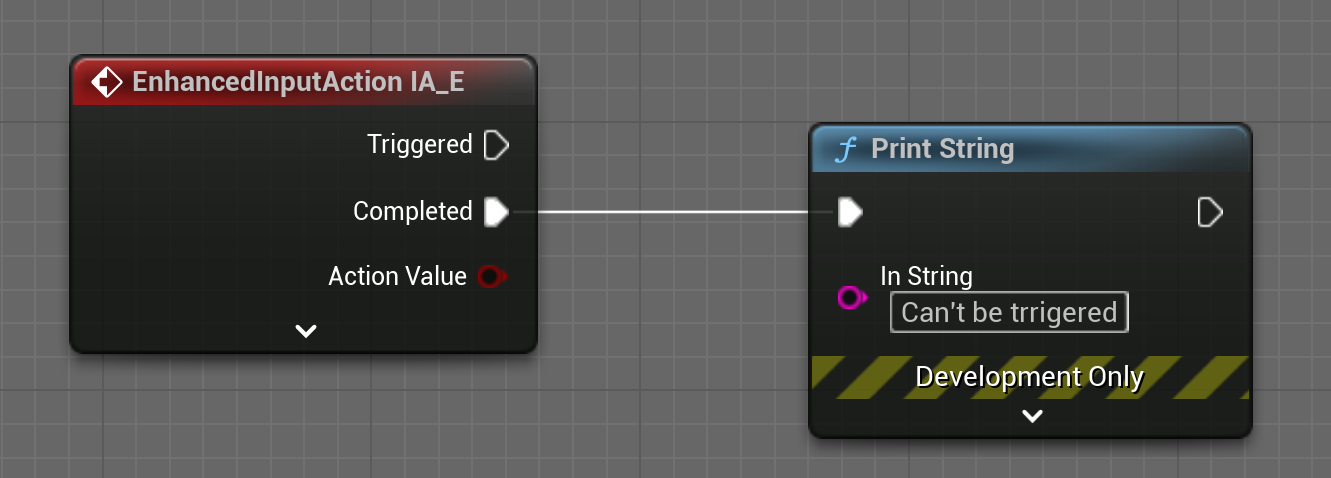 EnhancedInputAction IA_E
Triggered
Completed
Action Value
Print String
In String
Can't be trrigered
Development Only